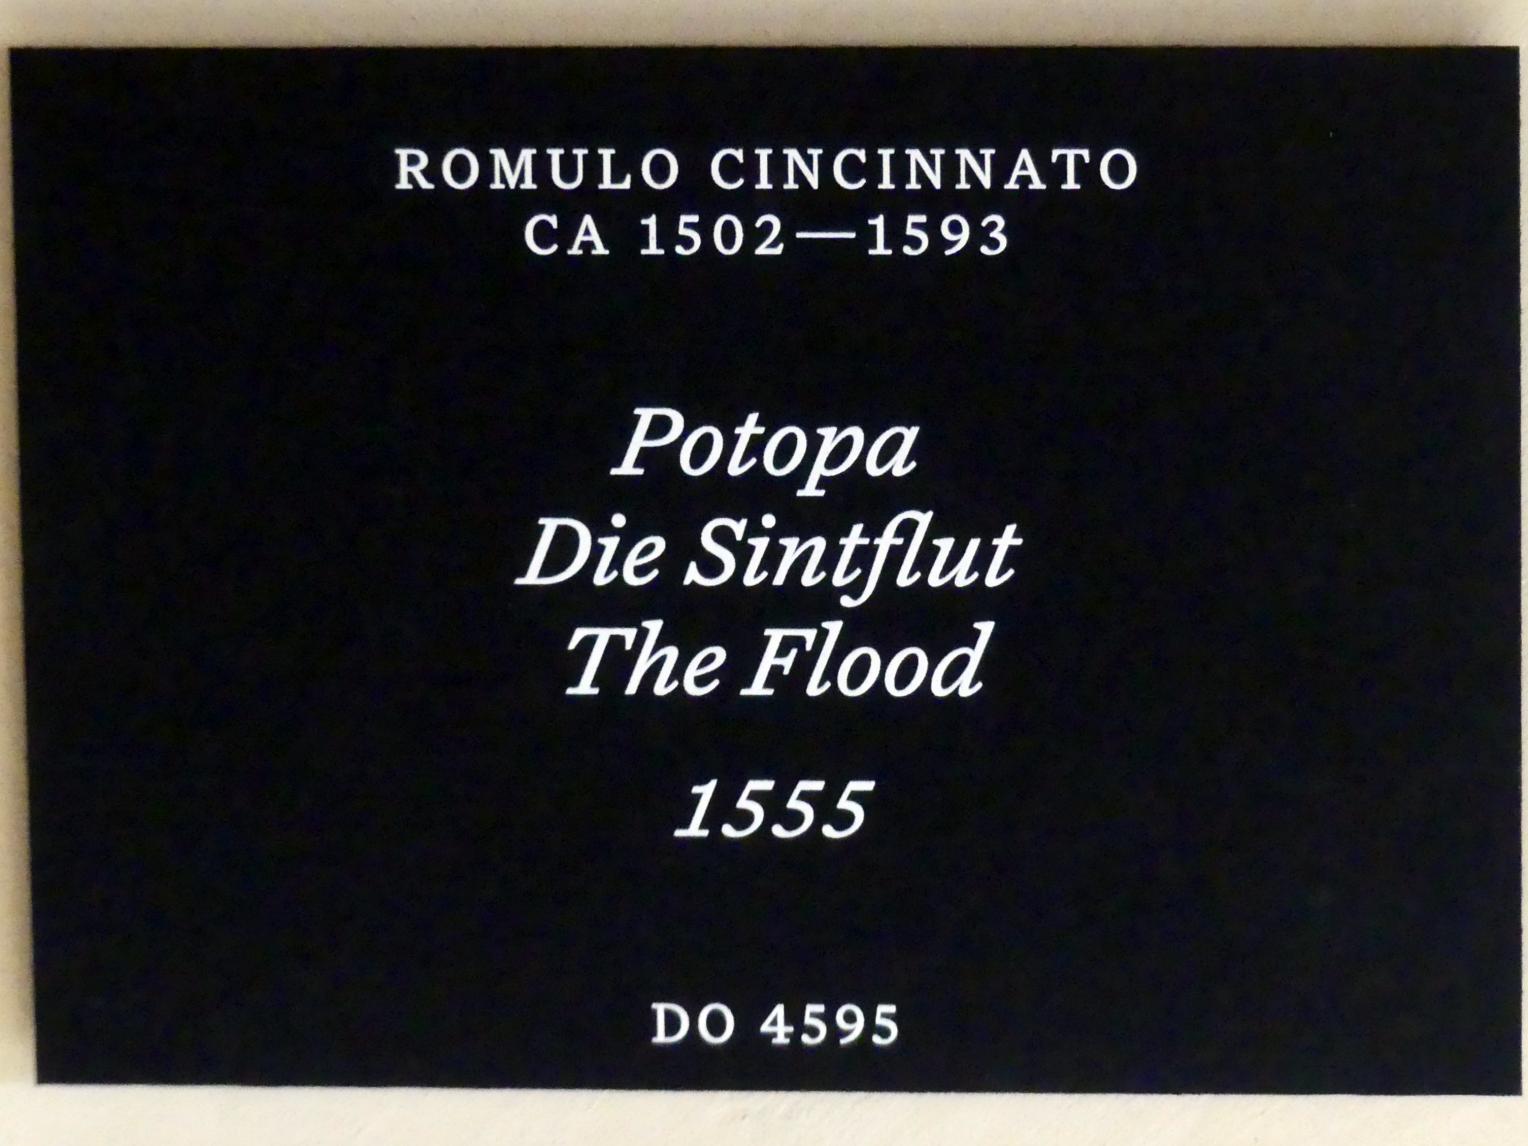 ROMULO CINCINNATO
CA 1502—1593
Potopa
Die Sintflut
The Flood
1555
DO 4595